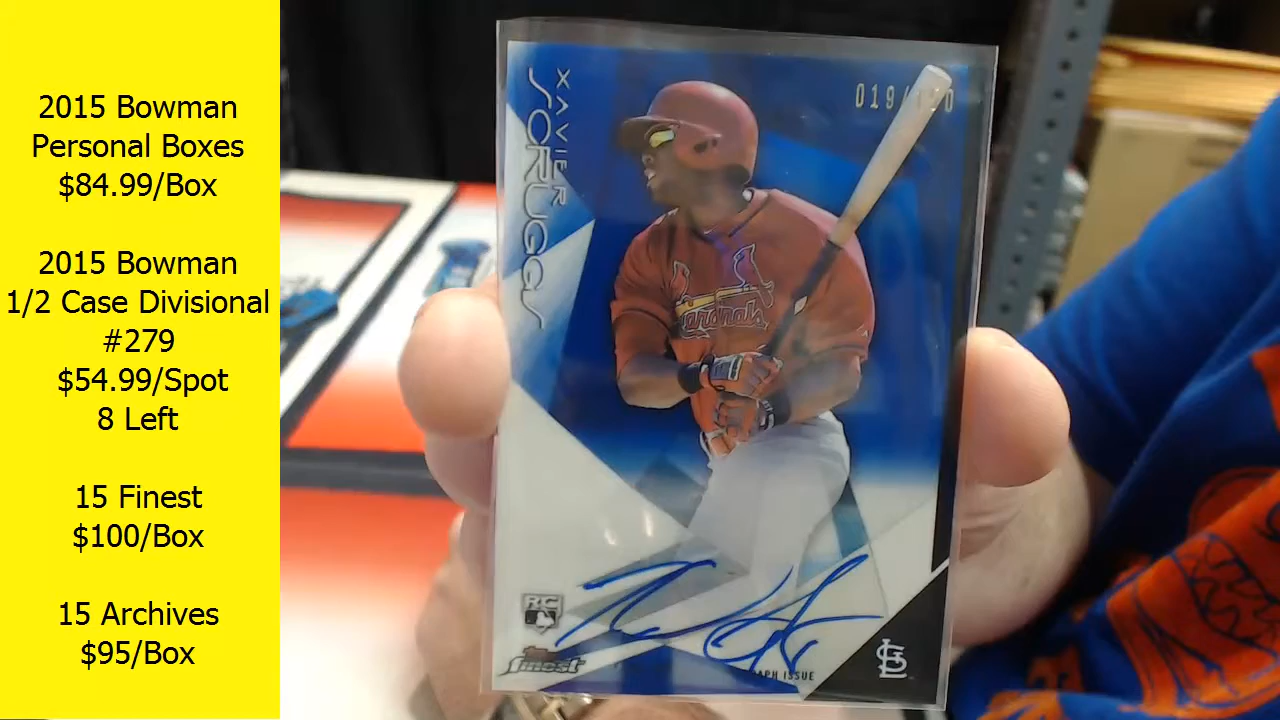 2015 Bowman
Personal Boxes
$84.99/Box
2015 Bowman
1/2 Case Divisional
#279
$54.99/Spot
8 Left
15 Finest
$100/Box
15 Archives
$95/Box
XAVIER
SCRUGGS
Cardinals
RC
Finest
ISSUE